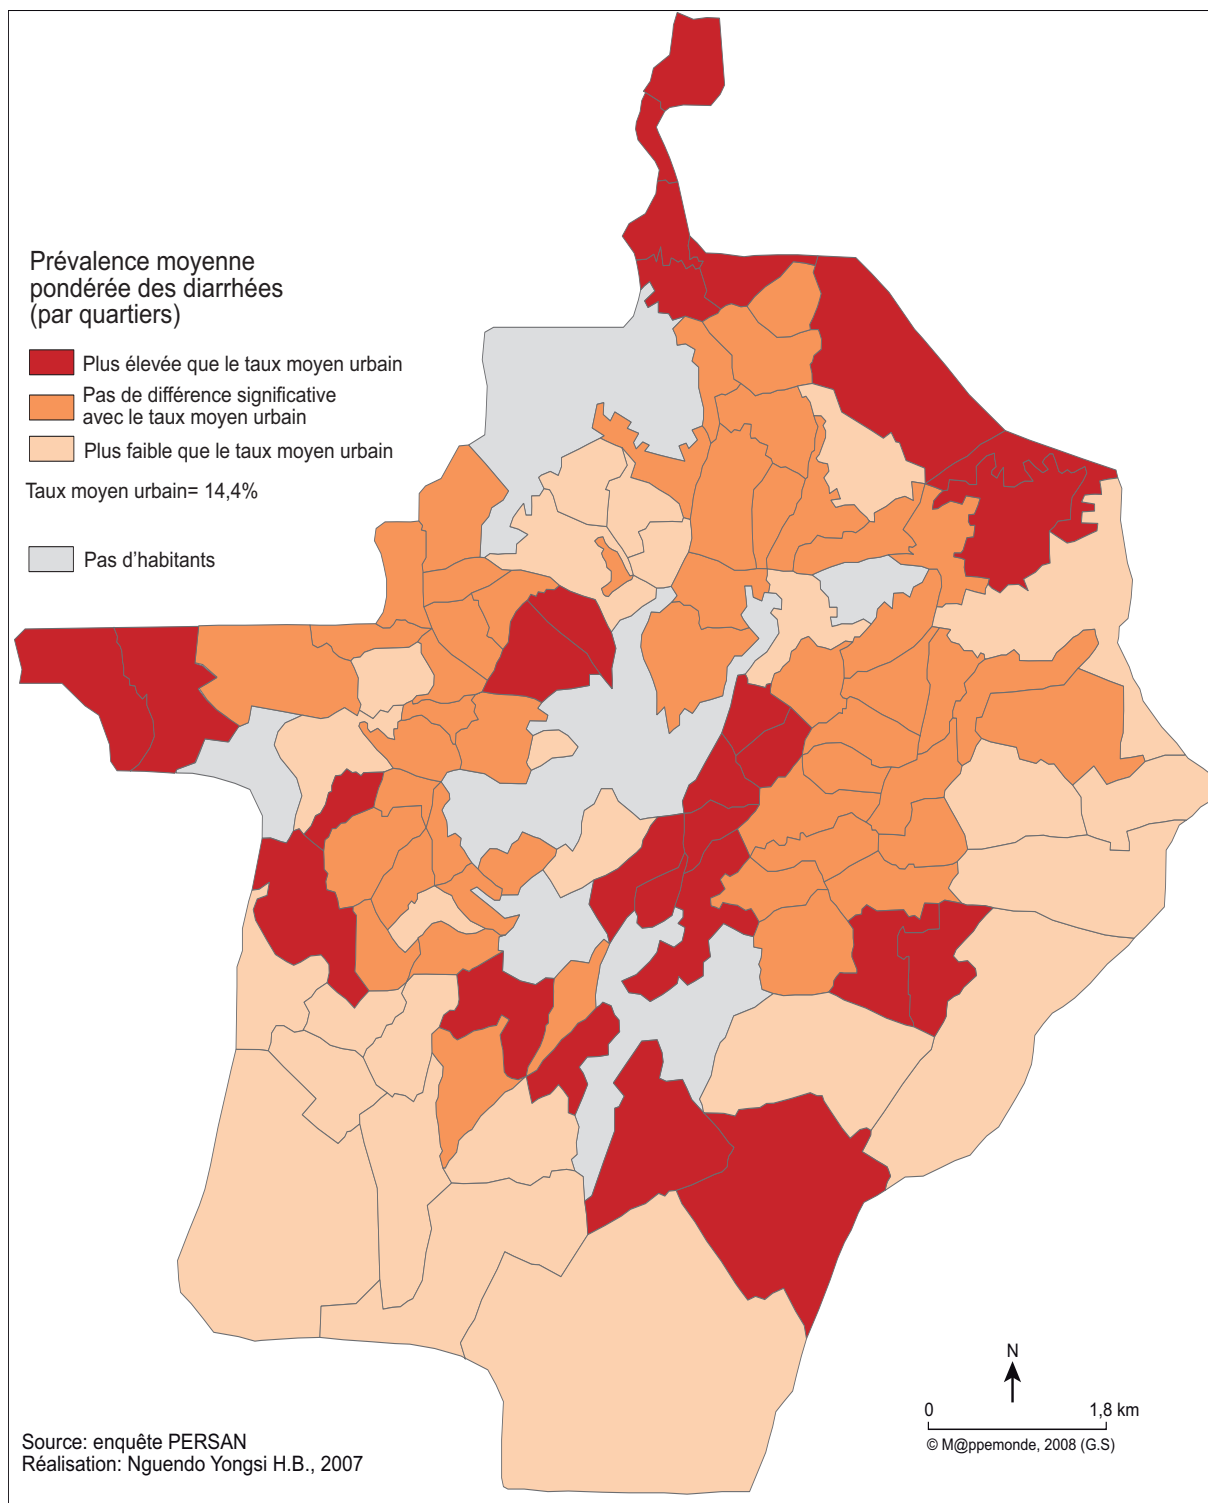 Prévalence moyenne
pondérée des diarrhées
(par quartiers)
Plus élevée que le taux moyen urbain
Pas de différence significative
avec le taux moyen urbain
Plus faible que le taux moyen urbain
Taux moyen urbain= 14,4%
Pas d'habitants
N
0 1,8 km
© M@ppemonde, 2008 (G.S)
Source: enquête PERSAN
Réalisation: Nguendo Yongsi H.B., 2007